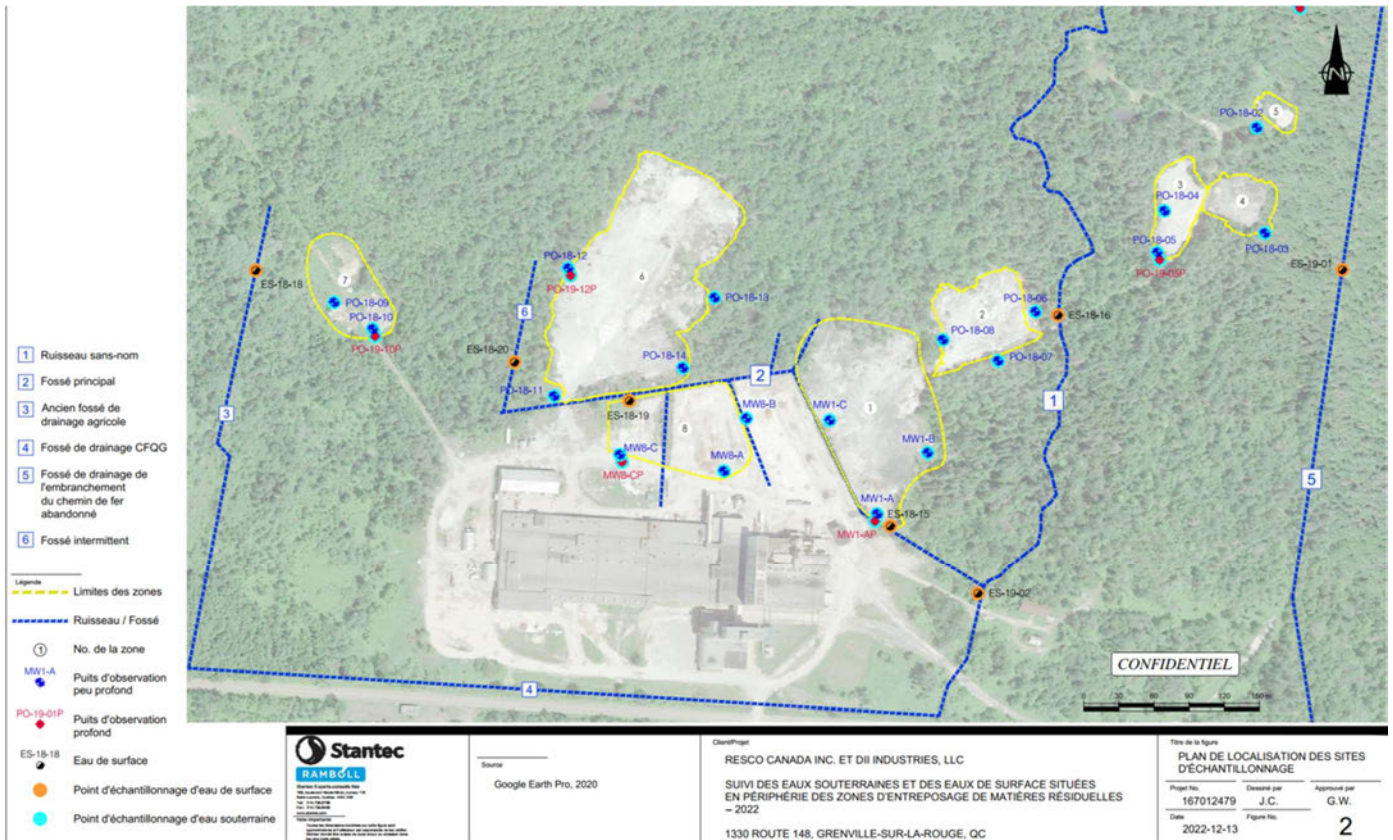 N
PO-18-02
5
3
PO-18-04
4
PO-18-05
PO-18-03
ES-19-01
7
PO-18-12
6
ES-18-18
PO-18-09
PO-19-12P
PO-18-10
PO-18-13
PO-18-06
6
2
ES-18-16
PO-19-10P
PO-18-08
1 Ruisseau sans-nom
ES-18-20
PO-18-14
PO-18-07
2 Fossé principal
2
PO-18-11
3 Ancien fossé de
drainage agricole
3
ES-18-19
MW8-B
MW1-C
1
1
4 Fossé de drainage CFQG
8
MW8-C
MW1-B
5 Fossé de drainage de
l'embranchement
du chemin de fer
abandonné
MW8-CP
MW8-A
5
MW1-A
ES-18-15
MW1-AP
6 Fossé intermittent
Légende
Limites des zones
ES-19-02
Ruisseau / Fossé
1 No. de la zone
CONFIDENTIEL
MW1-A
Puits d'observation
peu profond
4
0 30 60 90 120 150 m
PO-19-01P
Puits d'observation
profond
ES-18-18
Eau de surface
Point d'échantillonnage d'eau de surface
Point d'échantillonnage d'eau souterraine
Stantec
RAMBOLL
Source
Google Earth Pro, 2020
Client/Projet
RESCO CANADA INC. ET DII INDUSTRIES, LLC
SUIVI DES EAUX SOUTERRAINES ET DES EAUX DE SURFACE SITUÉES
EN PÉRIPHÉRIE DES ZONES D'ENTREPOSAGE DE MATIÈRES RÉSIDUELLES
– 2022
1330 ROUTE 148, GRENVILLE-SUR-LA-ROUGE, QC
Titre de la figure
PLAN DE LOCALISATION DES SITES
D'ÉCHANTILLONNAGE
Projet No. Dessiné par Approuvé par
167012479 J.C. G.W.
Date Figure No.
2022-12-13 2